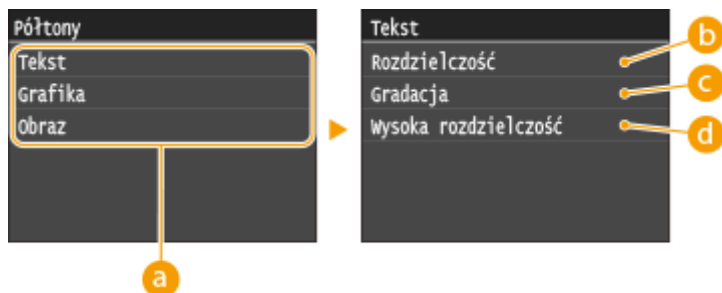 Półtony
Tekst
Grafika
Obraz
a
Tekst
Rozdzielczość
Gradacja
Wysoka rozdzielczość
b
c
d